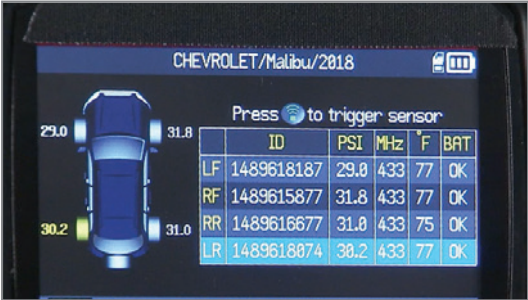 CHEVROLET/Malibu/2018
Press to trigger sensor
29.0 31.8
30.2 31.0
ID PSI MHz °F BAT
LF 1489618187 29.0 433 77 OK
RF 1489615877 31.8 433 77 OK
RR 1489616677 31.0 433 75 OK
LR 1489618074 30.2 433 77 OK